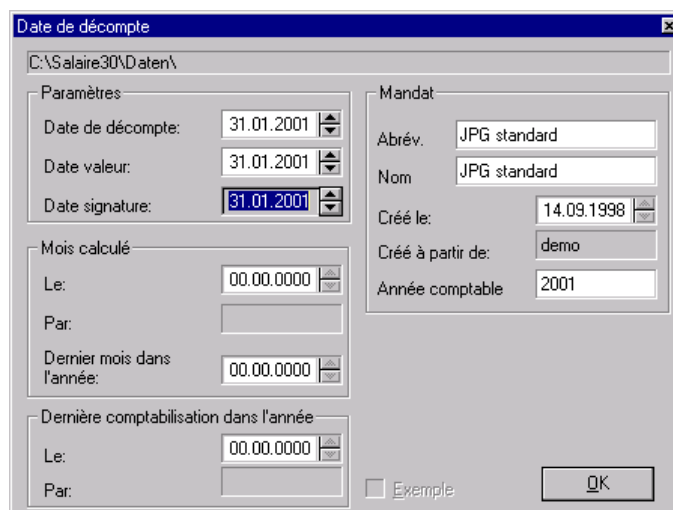 Date de décompte
C:\Salaire30\Daten\
Paramètres
Date de décompte: 31.01.2001
Date valeur: 31.01.2001
Date signature: 31.01.2001
Mois calculé
Le: 00.00.0000
Par:
Dernier mois dans
l'année: 00.00.0000
Dernière comptabilisation dans l'année
Le: 00.00.0000
Par:
Mandat
Abrév. JPG standard
Nom JPG standard
Créé le: 14.09.1998
Créé à partir de: demo
Année comptable 2001
Exemple
OK